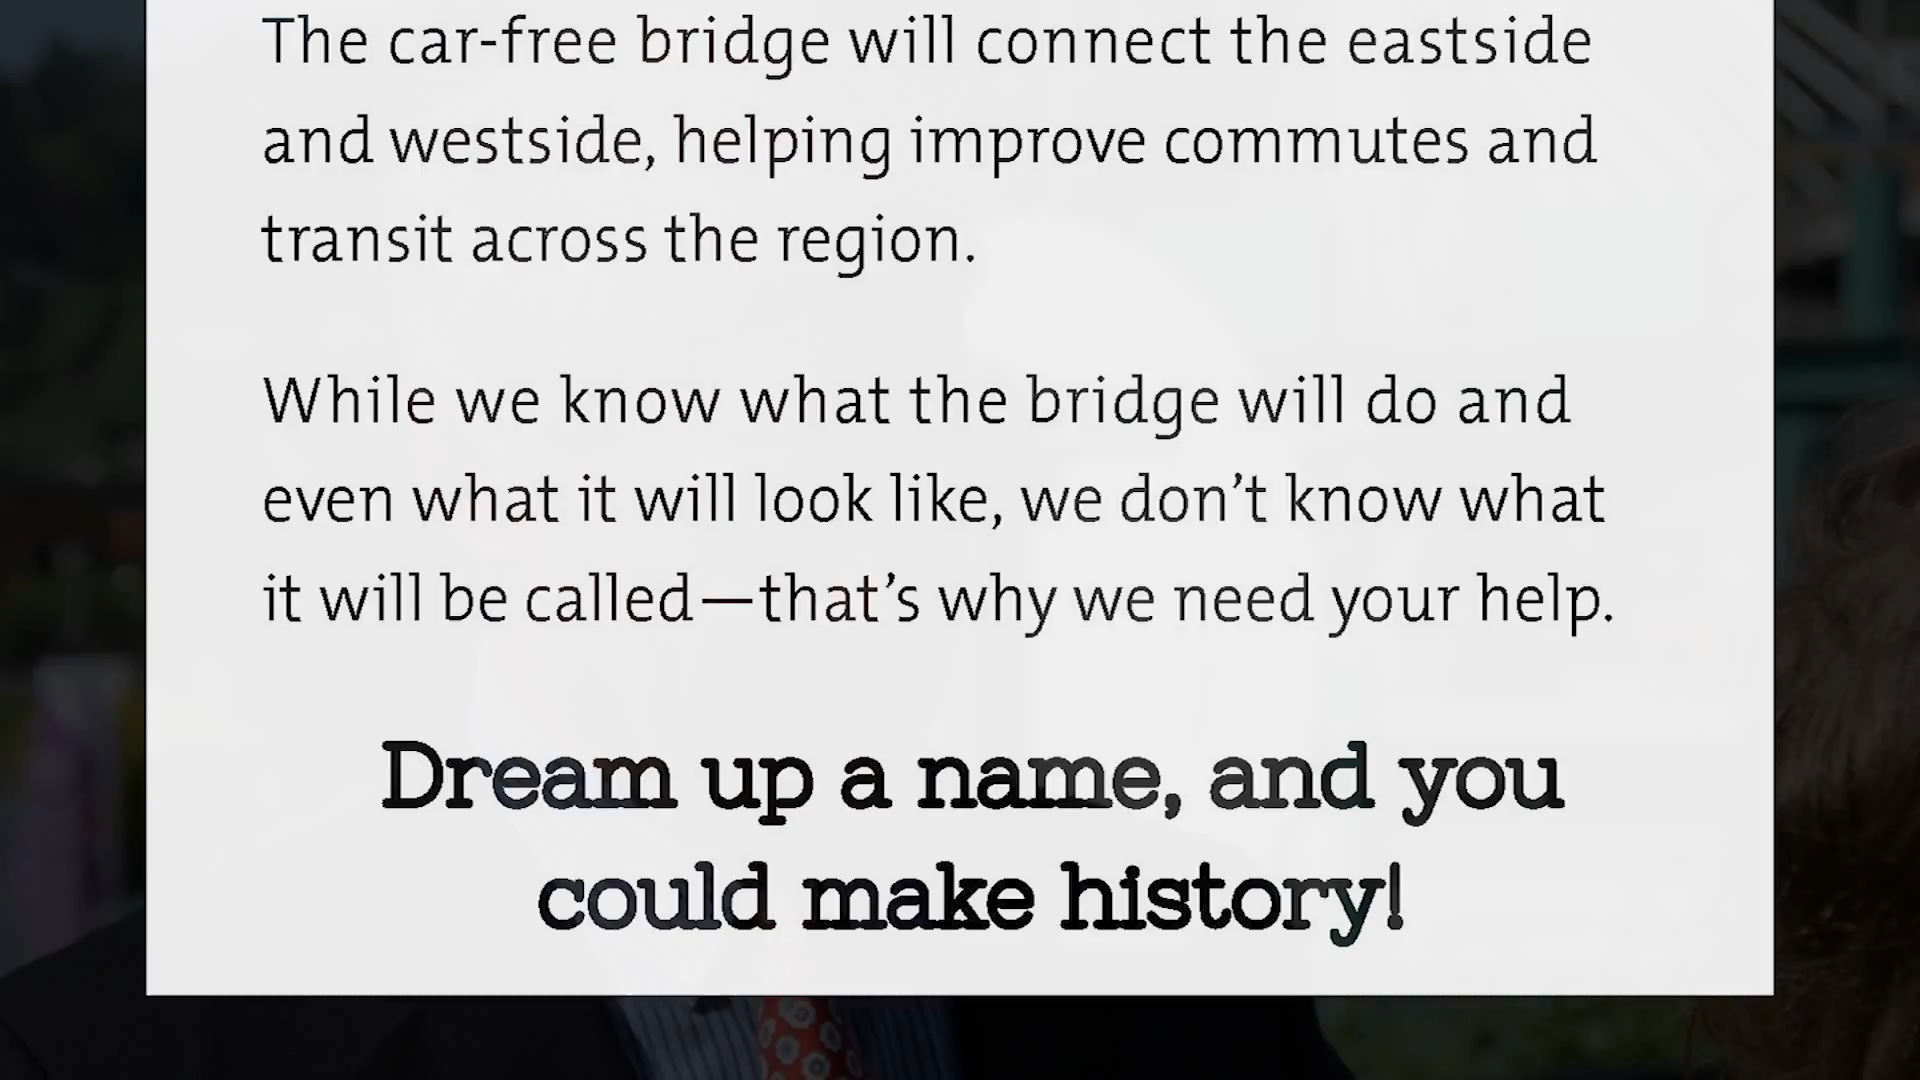 The car-free bridge will connect the eastside
and westside, helping improve commutes and
transit across the region.
While we know what the bridge will do and
even what it will look like, we don’t know what
it will be called—that’s why we need your help.
Dream up a name, and you
could make history!